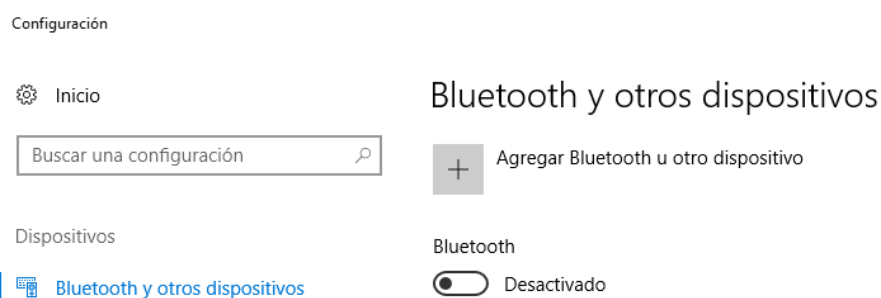 Configuración
Inicio
Buscar una configuración
Dispositivos
Bluetooth y otros dispositivos
Bluetooth y otros dispositivos
Agregar Bluetooth u otro dispositivo
Bluetooth
Desactivado